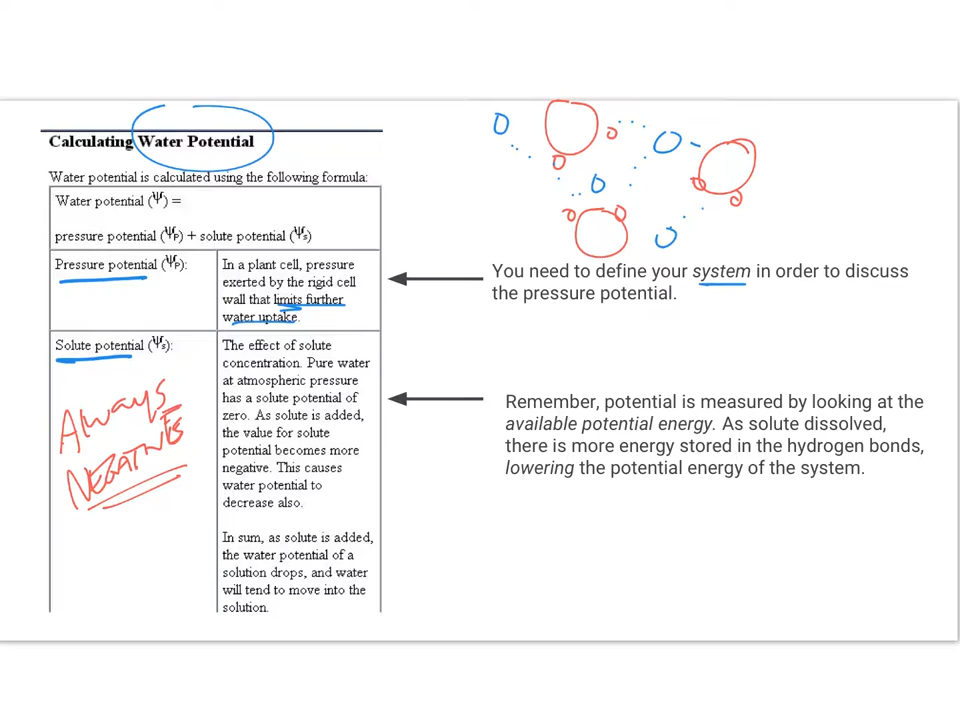 Calculating Water Potential
Water potential is calculated using the following formula:
Water potential (Ψ) =
pressure potential (Ψp) + solute potential (Ψs)
Pressure potential (Ψp):
In a plant cell, pressure
exerted by the rigid cell
wall that limits further
water uptake.
Solute potential (Ψs):
ALWAYS
NEGATIVE
The effect of solute
concentration. Pure water
at atmospheric pressure
has a solute potential of
zero. As solute is added,
the value for solute
potential becomes more
negative. This causes
water potential to
decrease also.
In sum, as solute is added,
the water potential of a
solution drops, and water
will tend to move into the
solution.
You need to define your system in order to discuss
the pressure potential.
Remember, potential is measured by looking at the
available potential energy. As solute dissolved,
there is more energy stored in the hydrogen bonds,
lowering the potential energy of the system.